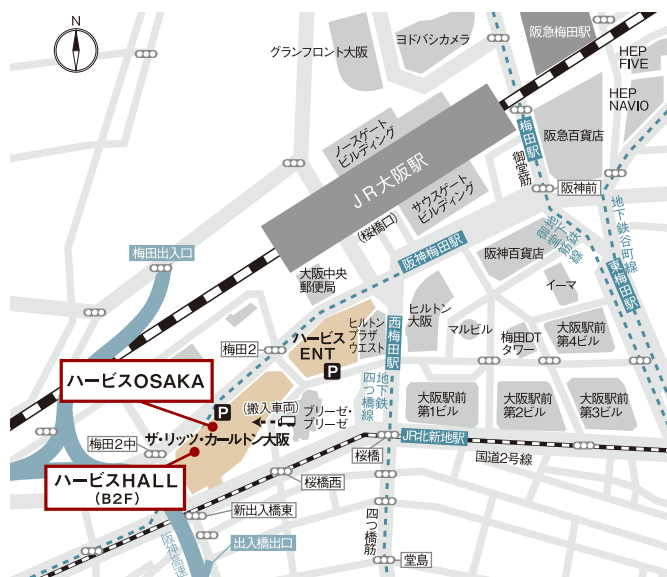 N
グランフロント大阪
ヨドバシカメラ
阪急梅田駅
HEP
FIVE
HEP
NAVIO
ノースゲート
ビルディング
JR大阪駅
梅田駅
阪急百貨店
御堂筋
サウスゲート
ビルディング
(桜橋口)
阪神前
地下鉄谷町線
梅田出入口
大阪中央
郵便局
阪神梅田駅
阪神百貨店
地下鉄
御堂筋線
東梅田駅
イーマ
ハービス
ENT
ヒルトン
プラザ
ウエスト
西梅田駅
ヒルトン
大阪
マルビル
梅田DT
タワー
大阪駅前
第4ビル
梅田2
P
ハービスOSAKA
地下鉄
四つ橋線
大阪駅前
第1ビル
大阪駅前
第2ビル
大阪駅前
第3ビル
P
(搬入車両)
ブリーゼ・
ブリーゼ
梅田2中
ザ・リッツ・カールトン大阪
JR北新地駅
国道2号線
桜橋
ハービスHALL
(B2F)
桜橋西
新出入橋東
四つ橋筋
阪神高速
出入橋出口
堂島